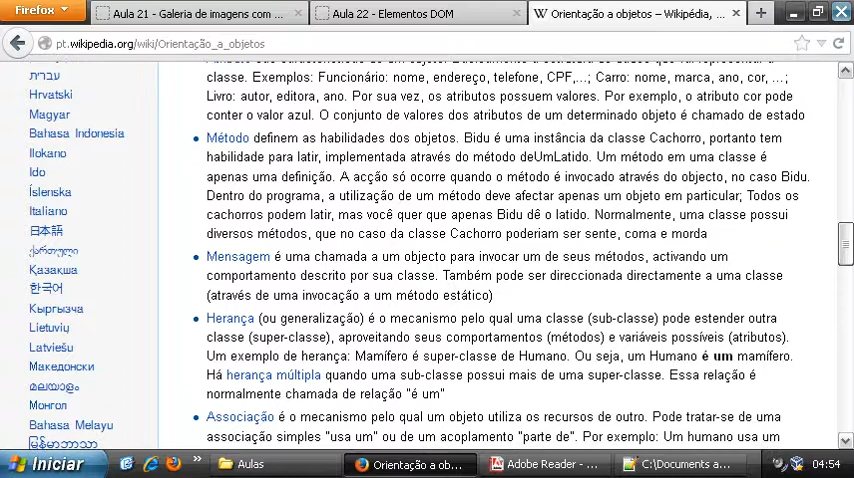 Firefox
Aula 21 - Galeria de imagens com ...
Aula 22 - Elementos DOM
Orientação a objetos – Wikipédia, ...
pt.wikipedia.org/wiki/Orientação_a_objetos
עברית
Hrvatski
Magyar
Bahasa Indonesia
Ilokano
Ido
Íslenska
Italiano
日本語
ქართული
Қазақша
한국어
Кыргызча
Lietuvių
Latviešu
Македонски
മലയാളം
Монгол
Bahasa Melayu
မြန်မာဘာသာ
classe. Exemplos: Funcionário: nome, endereço, telefone, CPF,...; Carro: nome, marca, ano, cor, ...;
Livro: autor, editora, ano. Por sua vez, os atributos possuem valores. Por exemplo, o atributo cor pode
conter o valor azul. O conjunto de valores dos atributos de um determinado objeto é chamado de estado
• Método definem as habilidades dos objetos. Bidu é uma instância da classe Cachorro, portanto tem
habilidade para latir, implementada através do método deUmLatido. Um método em uma classe é
apenas uma definição. A acção só ocorre quando o método é invocado através do objecto, no caso Bidu.
Dentro do programa, a utilização de um método deve afectar apenas um objeto em particular; Todos os
cachorros podem latir, mas você quer que apenas Bidu dê o latido. Normalmente, uma classe possui
diversos métodos, que no caso da classe Cachorro poderiam ser sente, coma e morda
• Mensagem é uma chamada a um objecto para invocar um de seus métodos, activando um
comportamento descrito por sua classe. Também pode ser direccionada directamente a uma classe
(através de uma invocação a um método estático)
• Herança (ou generalização) é o mecanismo pelo qual uma classe (sub-classe) pode estender outra
classe (super-classe), aproveitando seus comportamentos (métodos) e variáveis possíveis (atributos).
Um exemplo de herança: Mamífero é super-classe de Humano. Ou seja, um Humano é um mamífero.
Há herança múltipla quando uma sub-classe possui mais de uma super-classe. Essa relação é
normalmente chamada de relação "é um"
• Associação é o mecanismo pelo qual um objeto utiliza os recursos de outro. Pode tratar-se de uma
associação simples "usa um" ou de um acoplamento "parte de". Por exemplo: Um humano usa um
Iniciar
Aulas
Orientação a ob...
Adobe Reader - ...
C:\Documents a...
04:54